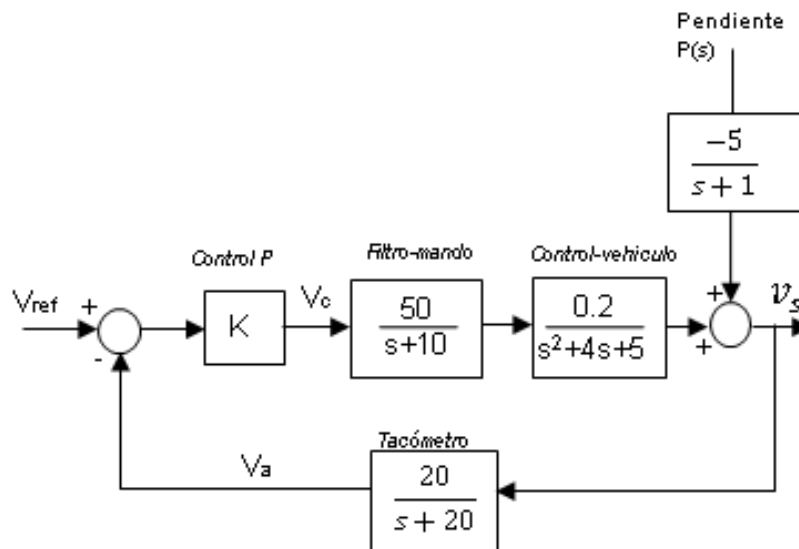 Pendiente
P(s)
-5
s + 1
Control P
Filtro-mando
Control-vehiculo
Vref
+
-
K
Vc
50
s+10
0.2
s²+4s+5
+
+
Vs
Tacómetro
Va
20
s + 20